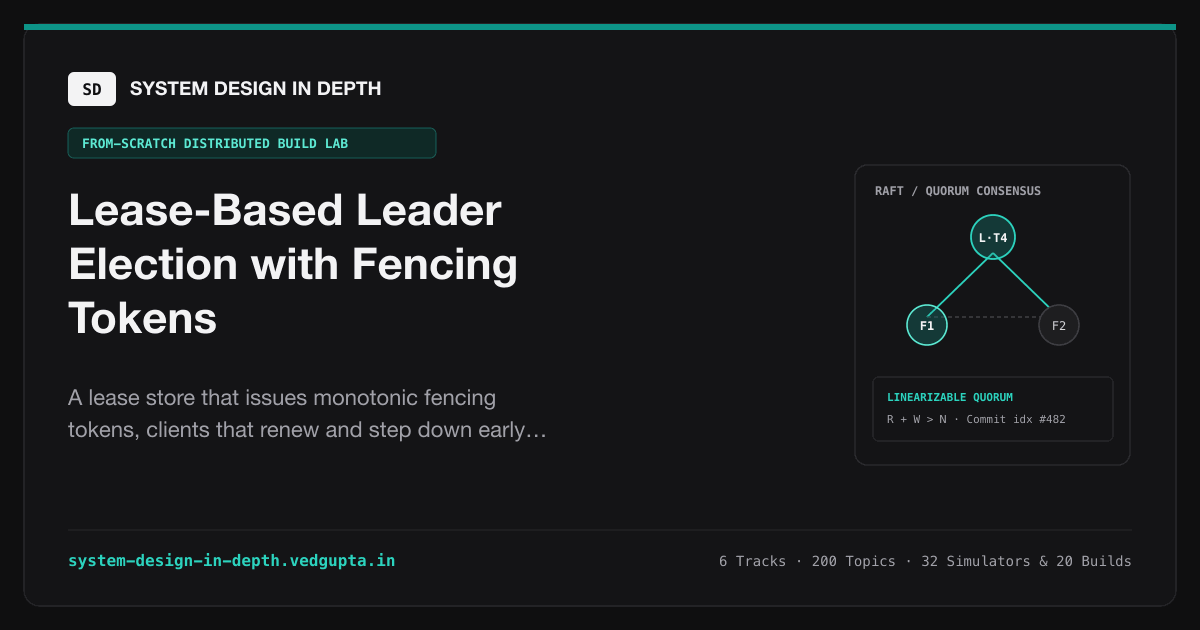 SD
SYSTEM DESIGN IN DEPTH
FROM–SCRATCH DISTRIBUTED BUILD LAB
Lease-Based Leader
Election with Fencing
Tokens
A lease store that issues monotonic fencing
tokens, clients that renew and step down early…
RAFT / QUORUM CONSENSUS
L·T4
F1
F2
LINEARIZABLE QUORUM
R + W > N · Commit idx #482
system–design–in–depth.vedgupta.in
6 Tracks · 200 Topics · 32 Simulators & 20 Builds